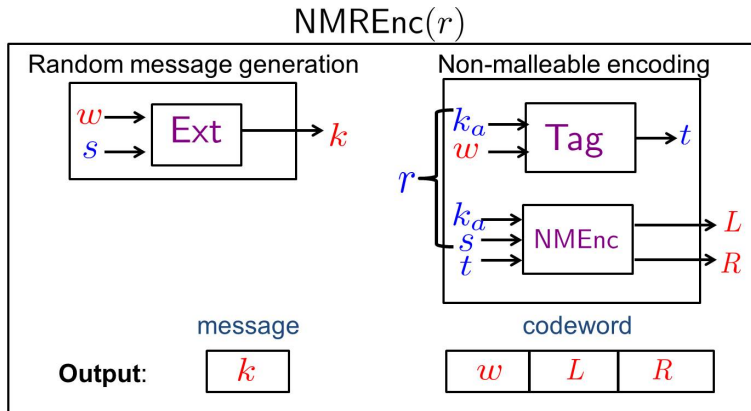 NMREnc(r)
Random message generation
w
s
Ext
k
Non-malleable encoding
r
k_a
w
Tag
t
k_a
s
t
NMEnc
L
R
message
codeword
Output:
k
w
L
R